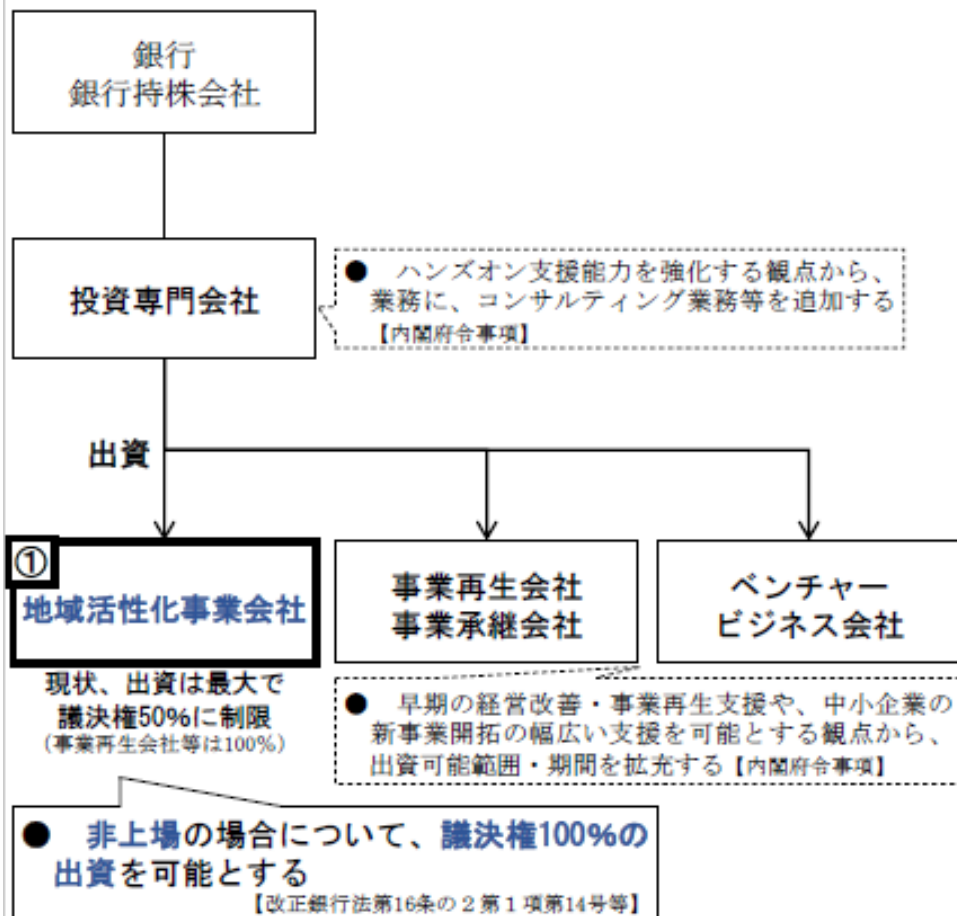 銀行
銀行持株会社
投資専門会社
● ハンズオン支援能力を強化する観点から、
業務に、コンサルティング業務等を追加する
【内閣府令事項】
出資
①
地域活性化事業会社
事業再生会社
事業承継会社
ベンチャー
ビジネス会社
現状、出資は最大で
議決権50%に制限
(事業再生会社等は100%)
● 早期の経営改善・事業再生支援や、中小企業の
新事業開拓の幅広い支援を可能とする観点から、
出資可能範囲・期間を拡充する【内閣府令事項】
● 非上場の場合について、議決権100%の
出資を可能とする
【改正銀行法第16条の2第1項第14号等】